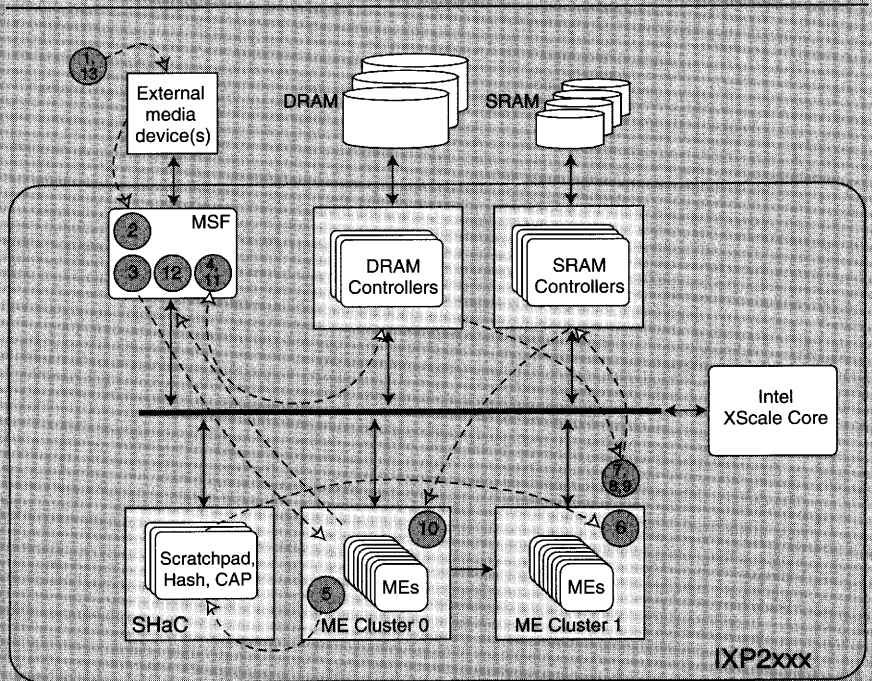 1,
13
External
media
device(s)
DRAM
SRAM
2
MSF
3
12
4,
11
DRAM
Controllers
SRAM
Controllers
Intel
XScale Core
7,
8,9
10
6
Scratchpad,
Hash, CAP
MEs
MEs
5
SHaC
ME Cluster 0
ME Cluster 1
IXP2xxx